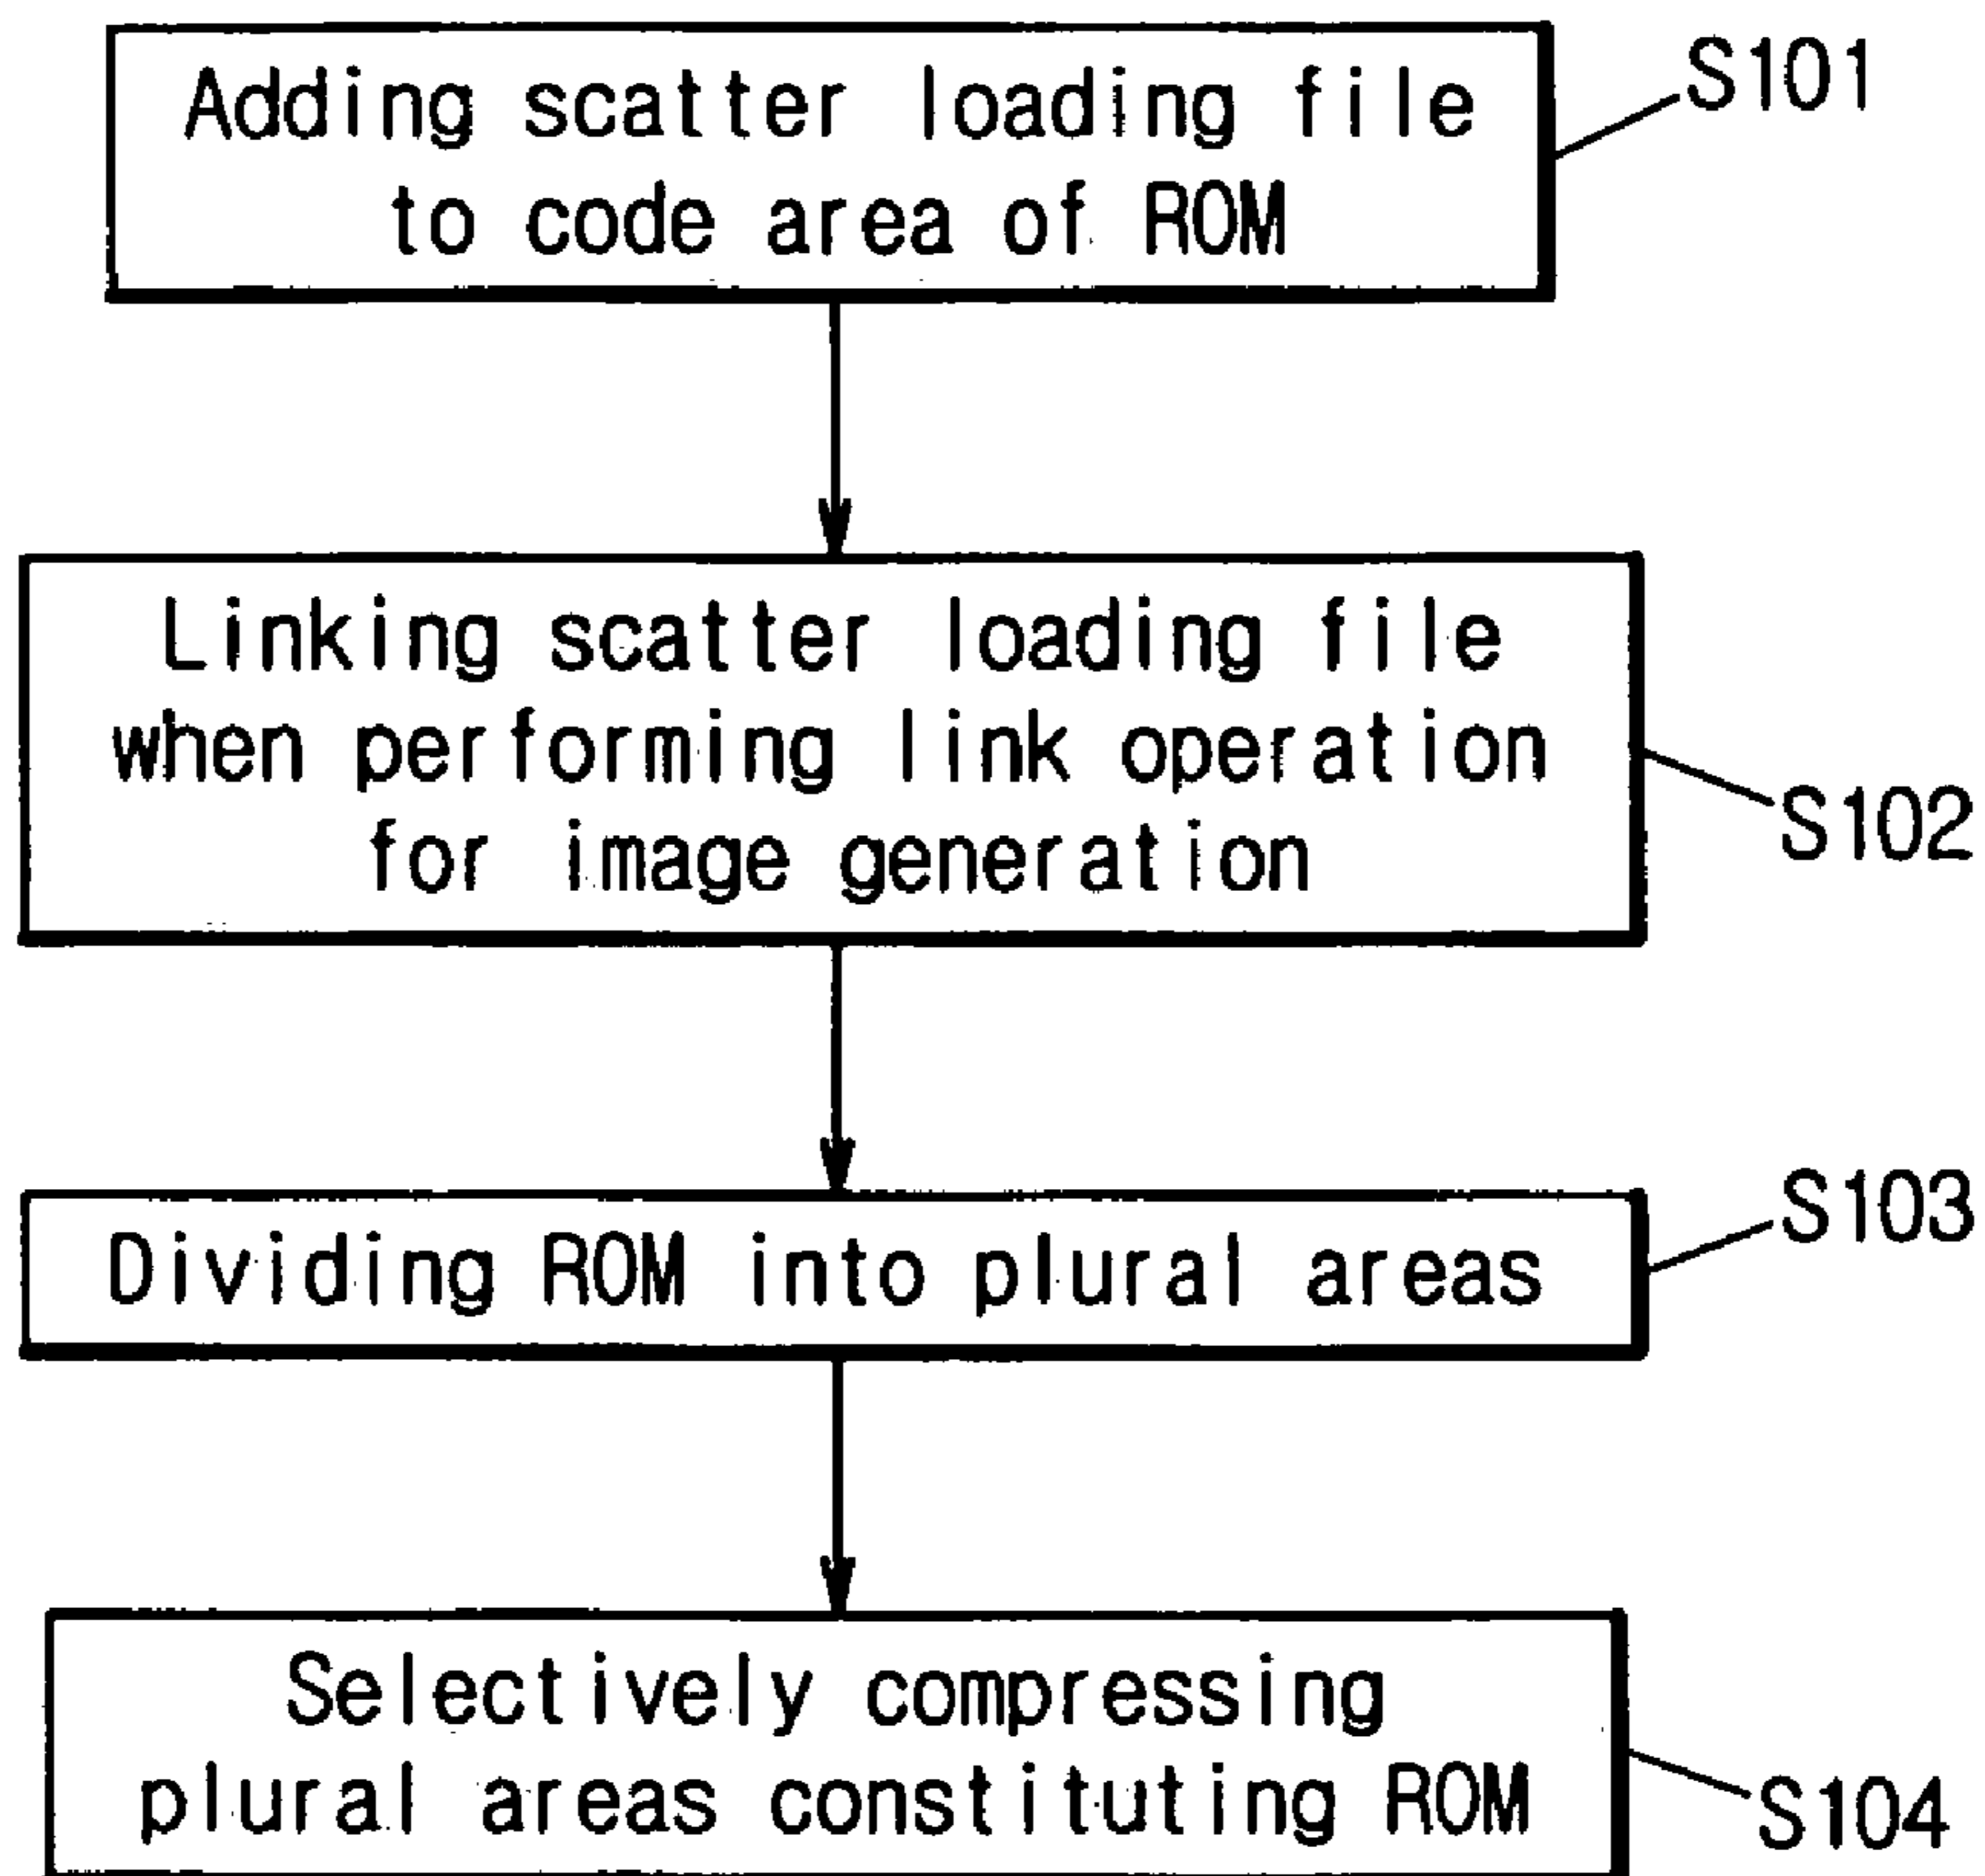 Adding scatter loading file
to code area of ROM
S101
Linking scatter loading file
when performing link operation
for image generation
S102
Dividing ROM into plural areas
S103
Selectively compressing
plural areas constituting ROM
S104